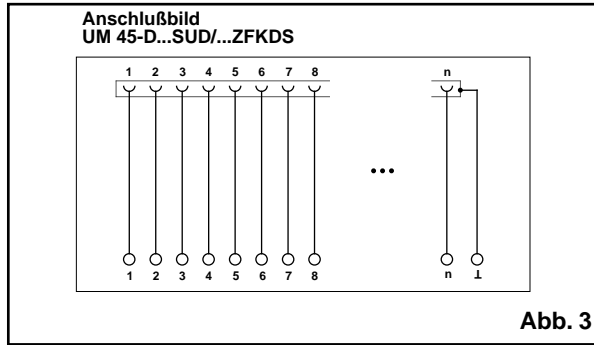 Anschlußbild
UM 45-D...SUD/...ZFKDS
1 2 3 4 5 6 7 8 n
...
1 2 3 4 5 6 7 8 n ⊥
Abb. 3